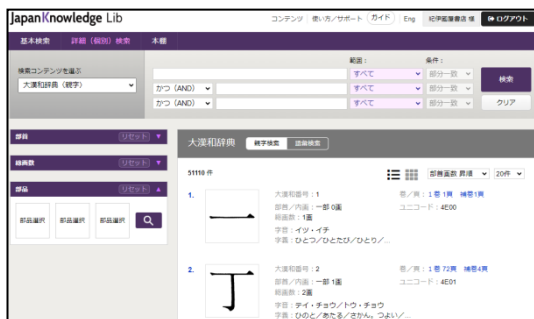 JapanKnowledge Lib
コンテンツ 使い方/サポート ガイド Eng 紀伊國屋書店 様 ログアウト
基本検索 詳細（個別）検索 本棚
検索コンテンツを選ぶ
大漢和辞典（親字）
範囲： 条件：
すべて 部分一致 検索
かつ（AND） すべて 部分一致 クリア
かつ（AND） すべて 部分一致
部首 リセット ▼
総画数 リセット ▼
部品 リセット ▲
部品選択 部品選択 部品選択
大漢和辞典 親字検索 語彙検索
51110 件 部首画数 昇順 20件
1. 一
大漢和番号：1 巻／頁：1巻 1頁 補巻1頁
部首／内画：一部 0画 ユニコード：4E00
総画数：1画
字音：イツ・イチ
字義：ひとつ／ひとたび／ひとり／...
2. 丁
大漢和番号：2 巻／頁：1巻 72頁 補巻4頁
部首／内画：一部 1画 ユニコード：4E01
総画数：2画
字音：テイ・チョウ／トウ・チョウ
字義：ひのと／あたる／さかん。つよい／...